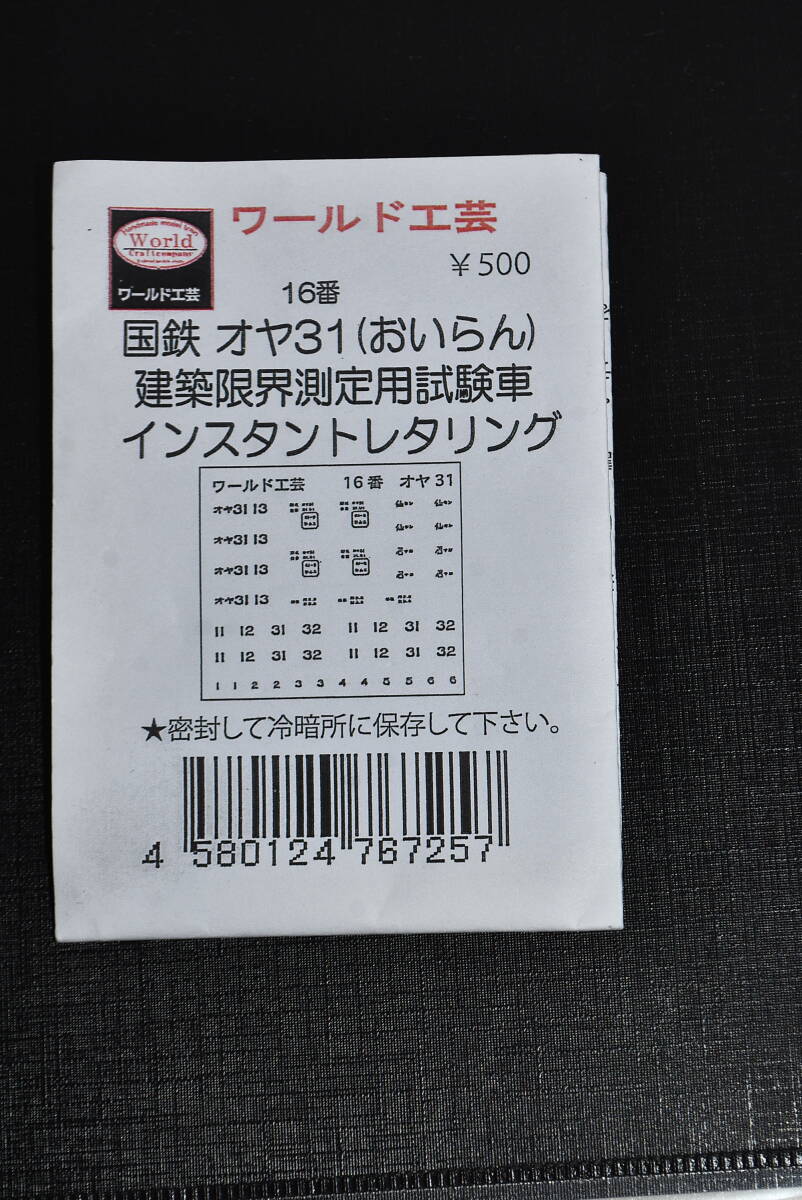 World
Craftcompany
ワールド工芸
ワールド工芸
￥500
16番
国鉄 オヤ31(おいらん)
建築限界測定用試験車
インスタントレタリング
ワールド工芸 16番 オヤ31
オヤ31 13
オヤ31 13
オヤ31 13
オヤ31 13
11 12 31 32 11 12 31 32
11 12 31 32 11 12 31 32
1 1 2 2 3 3 4 4 5 5 6 6
★密封して冷暗所に保存して下さい。
4 580124 767257